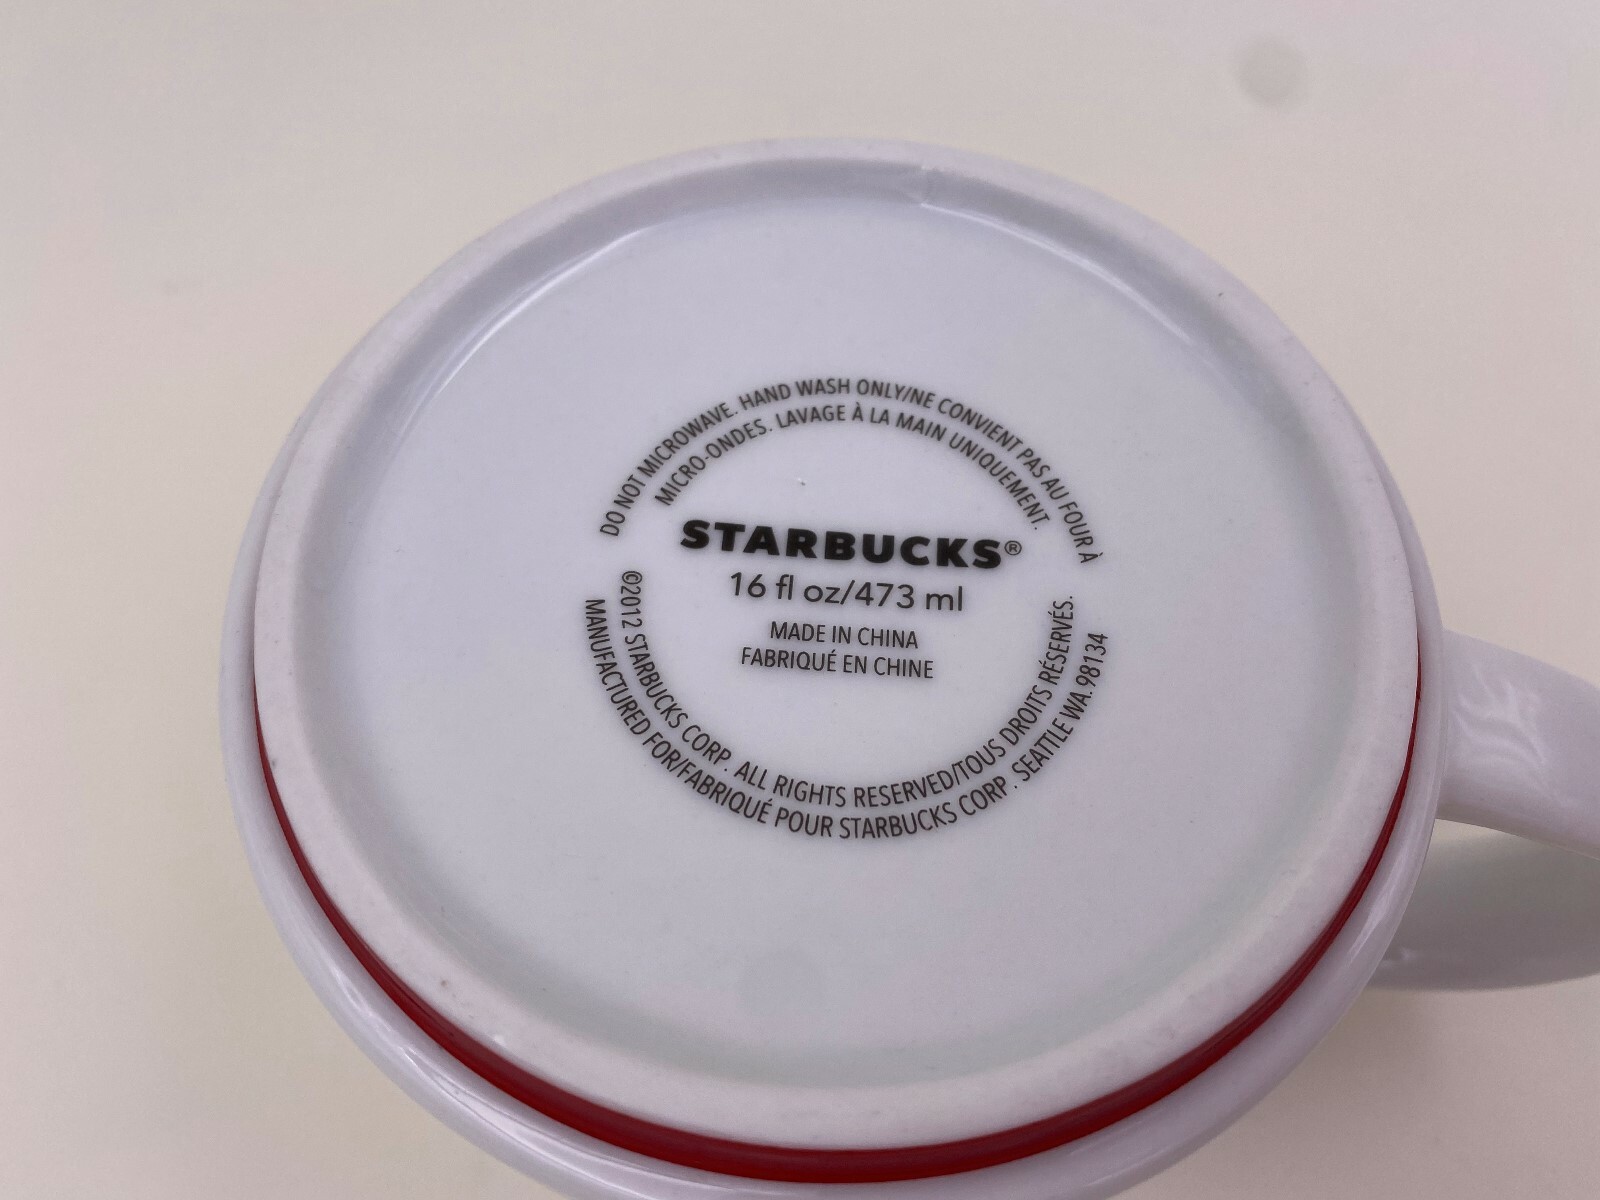 DO NOT MICROWAVE. HAND WASH ONLY/NE CONVIENT PAS AU FOUR À
MICRO-ONDES. LAVAGE À LA MAIN UNIQUEMENT.
STARBUCKS®
16 fl oz/473 ml
MADE IN CHINA
FABRIQUÉ EN CHINE
©2012 STARBUCKS CORP. ALL RIGHTS RESERVED/TOUS DROITS RÉSERVÉS.
MANUFACTURED FOR/FABRIQUÉ POUR STARBUCKS CORP. SEATTLE WA.98134